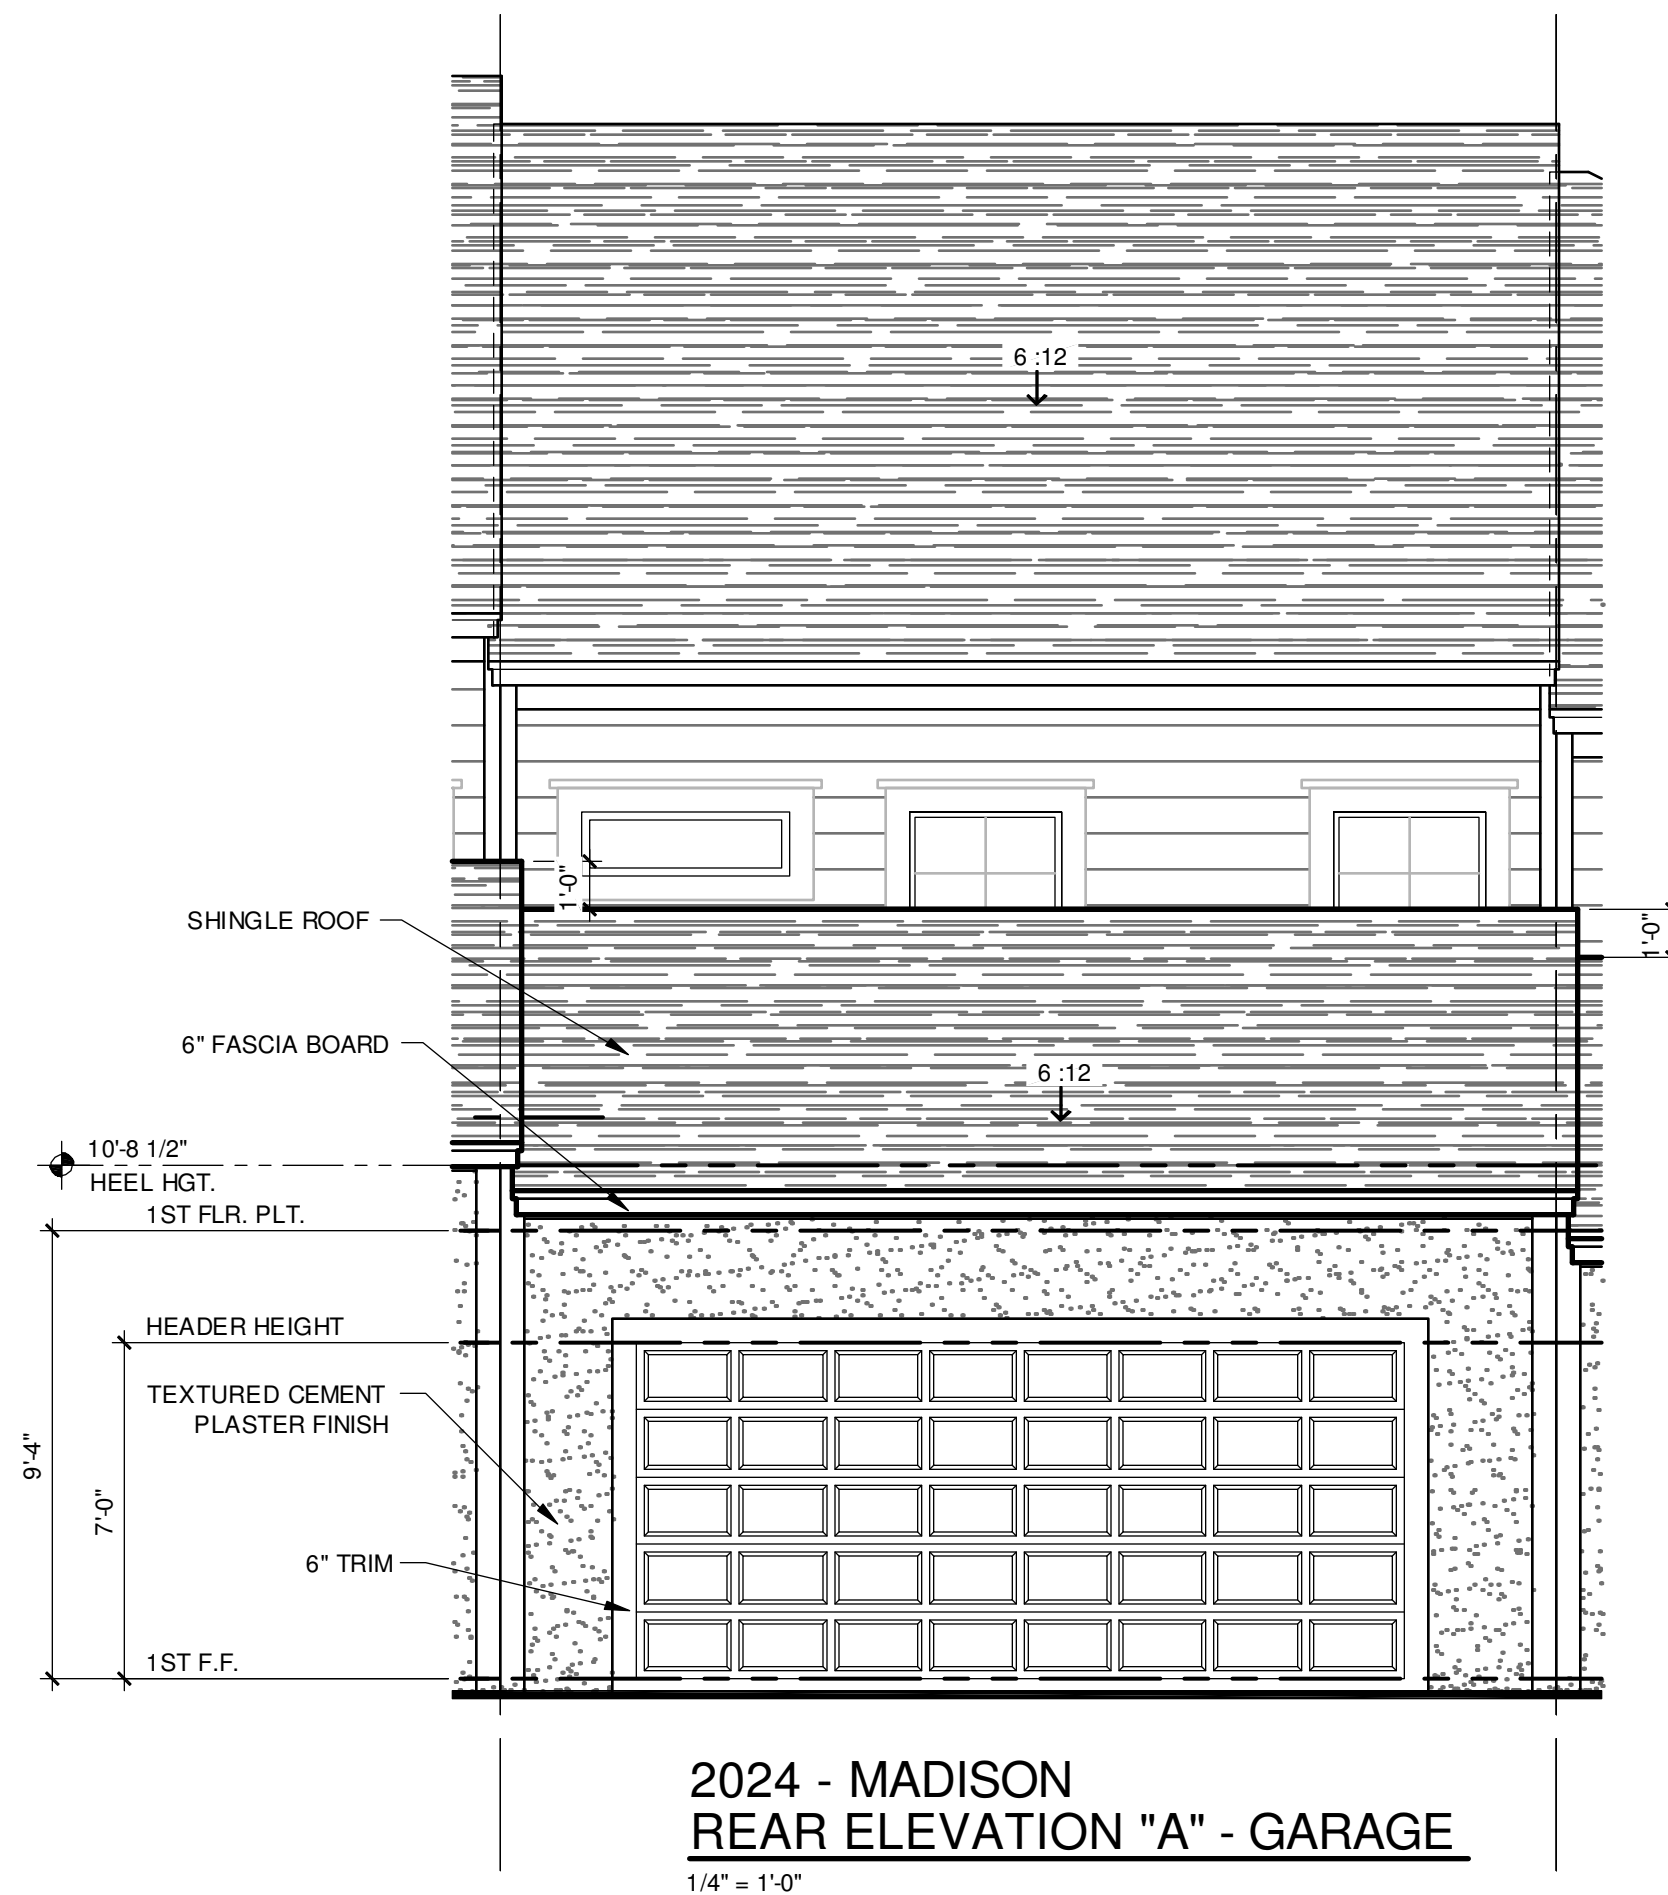 6 :12
1'-0"
SHINGLE ROOF
1'-0"
6" FASCIA BOARD
6 :12
10'-8 1/2"
HEEL HGT.
1ST FLR. PLT.
HEADER HEIGHT
TEXTURED CEMENT
PLASTER FINISH
9'-4"
7'-0"
6" TRIM
1ST F.F.
2024 - MADISON
REAR ELEVATION "A" - GARAGE
1/4" = 1'-0"